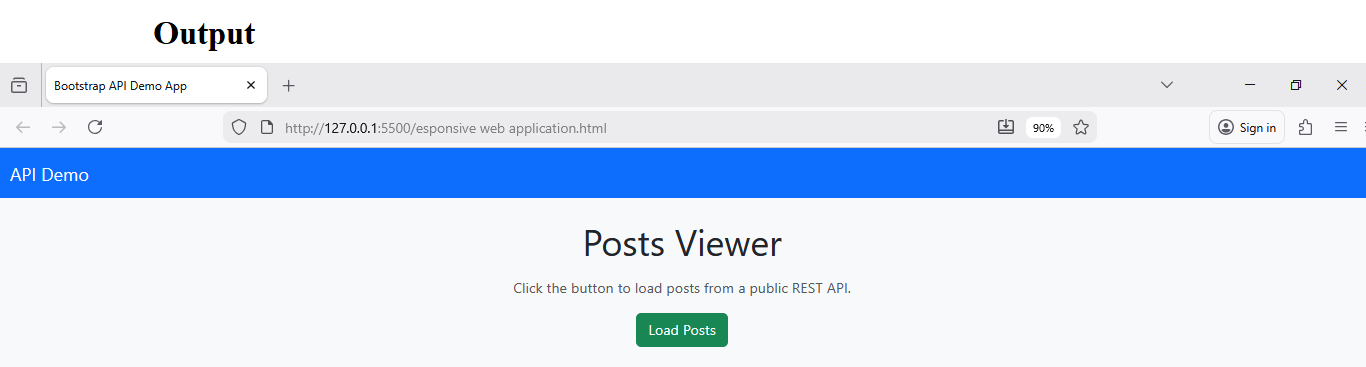 Output
Bootstrap API Demo App
http://127.0.0.1:5500/esponsive web application.html
90%
Sign in
API Demo
Posts Viewer
Click the button to load posts from a public REST API.
Load Posts